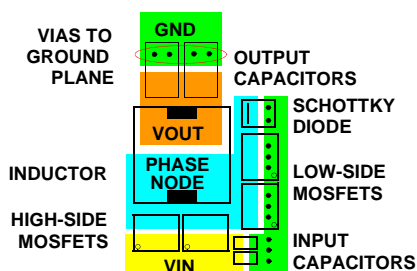 GND
VIAS TO
GROUND
PLANE
OUTPUT
CAPACITORS
SCHOTTKY
DIODE
VOUT
INDUCTOR
PHASE
NODE
LOW-SIDE
MOSFETS
HIGH-SIDE
MOSFETS
VIN
INPUT
CAPACITORS